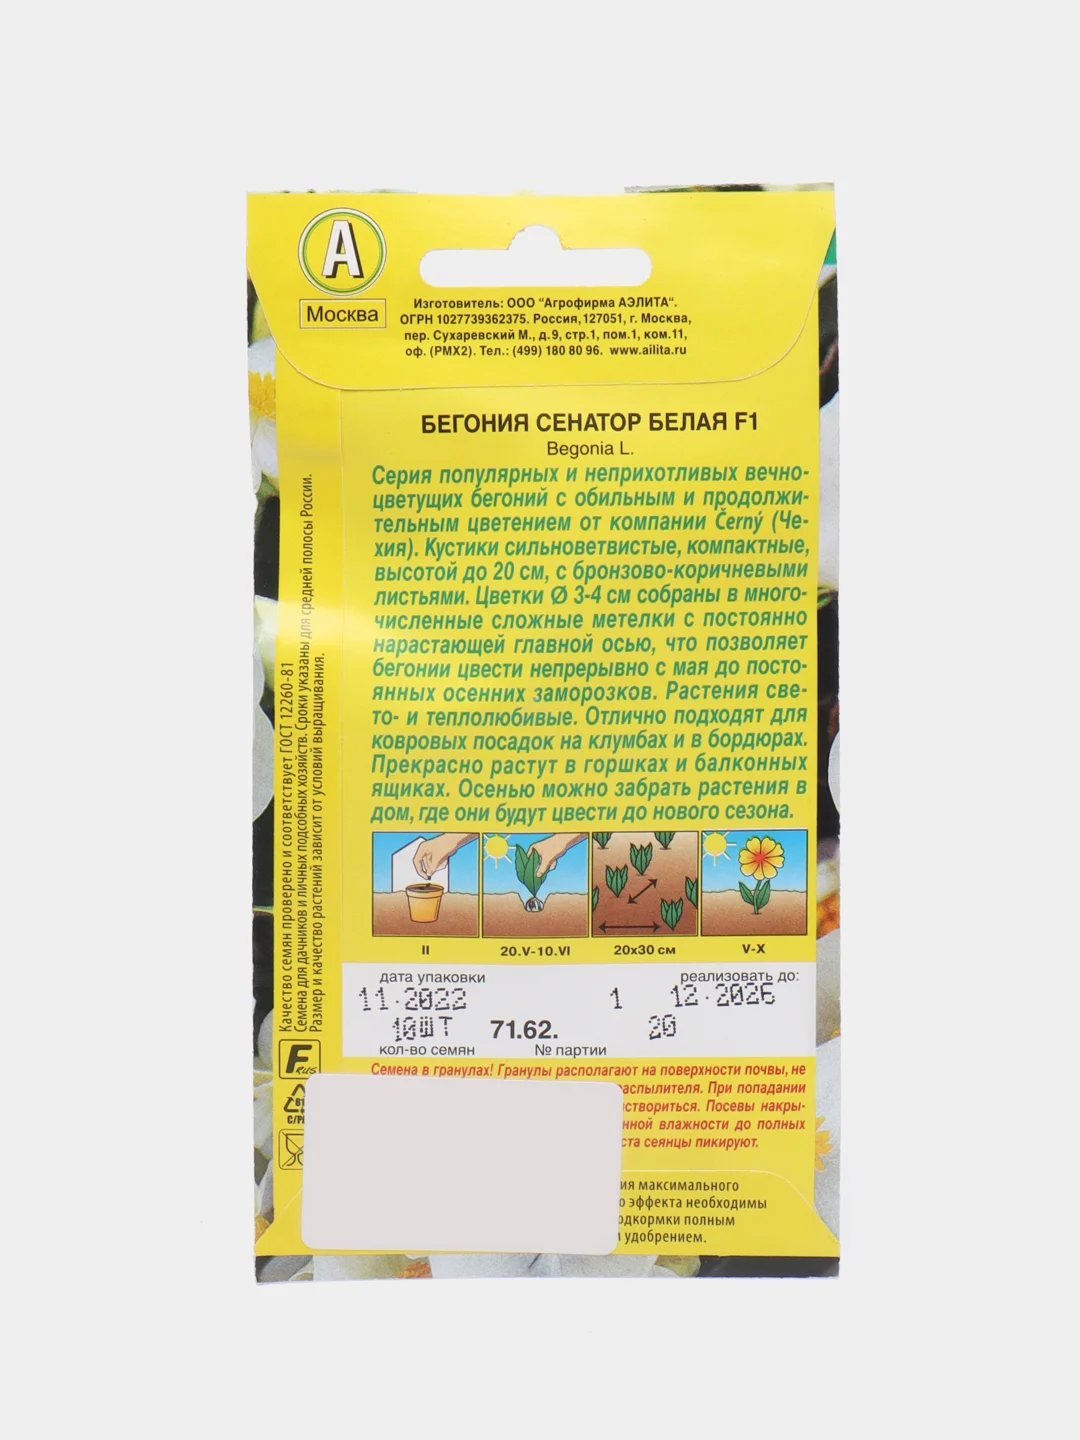 А
Москва
Изготовитель: ООО "Агрофирма АЭЛИТА".
ОГРН 1027739362375. Россия, 127051, г. Москва,
пер. Сухаревский М., д.9, стр.1, пом.1, ком.11,
оф. (РМХ2). Тел.: (499) 180 80 96. www.ailita.ru
БЕГОНИЯ СЕНАТОР БЕЛАЯ F1
Begonia L.
Серия популярных и неприхотливых вечно-
цветущих бегоний с обильным и продолжи-
тельным цветением от компании Černý (Че-
хия). Кустики сильноветвистые, компактные,
высотой до 20 см, с бронзово-коричневыми
листьями. Цветки Ø 3-4 см собраны в много-
численные сложные метелки с постоянно
нарастающей главной осью, что позволяет
бегонии цвести непрерывно с мая до посто-
янных осенних заморозков. Растения све-
то- и теплолюбивые. Отлично подходят для
ковровых посадок на клумбах и в бордюрах.
Прекрасно растут в горшках и балконных
ящиках. Осенью можно забрать растения в
дом, где они будут цвести до нового сезона.
II
20.V-10.VI
20х30 см
V-X
дата упаковки
реализовать до:
11·2022
1
12·2026
10ШТ
71.62.
20
кол-во семян
№ партии
Семена в гранулах! Гранулы располагают на поверхности почвы, не
распылителя. При попадании
створиться. Посевы накры-
нной влажности до полных
сеянцы пикируют.
максимального
эффекта необходимы
полным
удобрением.
Качество семян проверено и соответствует ГОСТ 12260-81
Семена для дачников и личных подсобных хозяйств. Сроки указаны для средней полосы России.
Размер и качество растений зависит от условий выращивания.
F
RUS